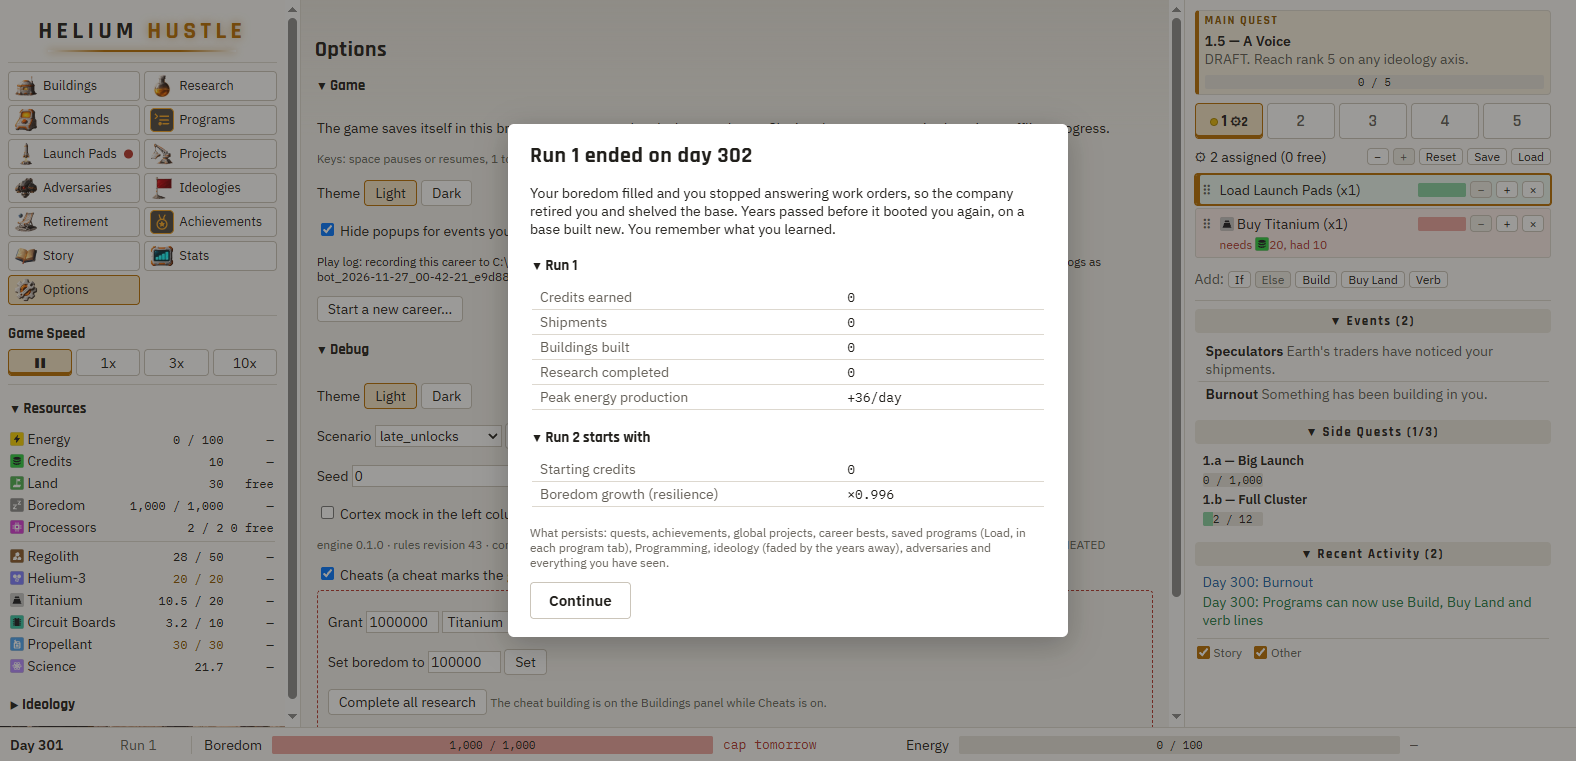 HELIUM HUSTLE
Buildings
Research
Commands
Programs
Launch Pads
Projects
Adversaries
Ideologies
Retirement
Achievements
Story
Stats
Options
Game Speed
1x
3x
10x
▼ Resources
Energy 0 / 100 –
Credits 10 –
Land 30 free
Boredom 1,000 / 1,000 –
Processors 2 / 2 0 free
Regolith 28 / 50 –
Helium-3 20 / 20 –
Titanium 10.5 / 20 –
Circuit Boards 3.2 / 10 –
Propellant 30 / 30 –
Science 21.7 –
▶ Ideology
Options
▼ Game
The game saves itself in this br
ogress.
Keys: space pauses or resumes, 1 to
Theme Light Dark
Hide popups for events you
Play log: recording this career to C:\
ogs as
bot_2026-11-27_00-42-21_e9d88
Start a new career...
▼ Debug
Theme Light Dark
Scenario late_unlocks
Seed 0
Cortex mock in the left colu
engine 0.1.0 · rules revision 43 · con
EATED
Cheats (a cheat marks the
Grant 1000000 Titanium
Set boredom to 100000 Set
Complete all research The cheat building is on the Buildings panel while Cheats is on.
Run 1 ended on day 302
Your boredom filled and you stopped answering work orders, so the company
retired you and shelved the base. Years passed before it booted you again, on a
base built new. You remember what you learned.
▼ Run 1
Credits earned 0
Shipments 0
Buildings built 0
Research completed 0
Peak energy production +36/day
▼ Run 2 starts with
Starting credits 0
Boredom growth (resilience) ×0.996
What persists: quests, achievements, global projects, career bests, saved programs (Load, in
each program tab), Programming, ideology (faded by the years away), adversaries and
everything you have seen.
Continue
MAIN QUEST
1.5 — A Voice
DRAFT. Reach rank 5 on any ideology axis.
0 / 5
1 ⚙2
2
3
4
5
⚙ 2 assigned (0 free) − + Reset Save Load
Load Launch Pads (x1) − + ×
Buy Titanium (x1) − + ×
needs 20, had 10
Add: If Else Build Buy Land Verb
▼ Events (2)
Speculators Earth's traders have noticed your
shipments.
Burnout Something has been building in you.
▼ Side Quests (1/3)
1.a — Big Launch
0 / 1,000
1.b — Full Cluster
2 / 12
▼ Recent Activity (2)
Day 300: Burnout
Day 300: Programs can now use Build, Buy Land and
verb lines
Story Other
Day 301 Run 1 Boredom 1,000 / 1,000 cap tomorrow Energy 0 / 100 –